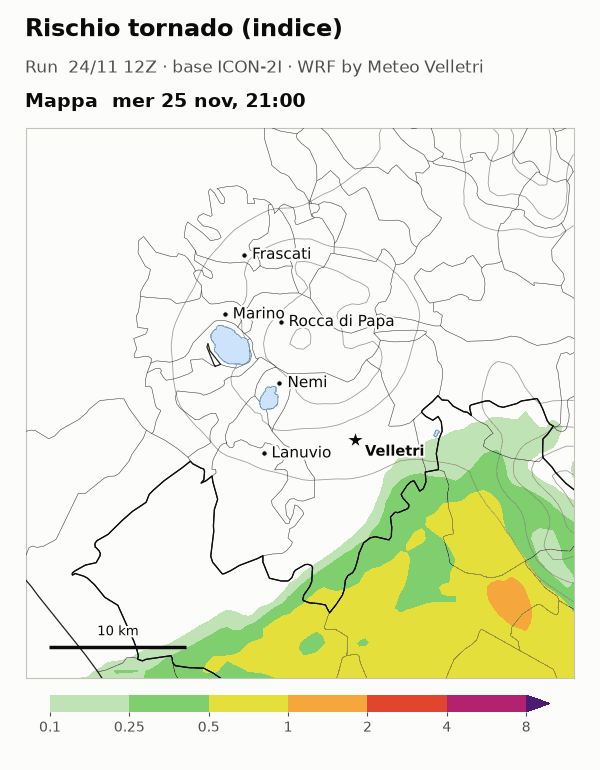 Rischio tornado (indice)
Run  24/11 12Z · base ICON-2I · WRF by Meteo Velletri
Mappa  mer 25 nov, 21:00
Frascati
Marino
Rocca di Papa
Nemi
Velletri
Lanuvio
10 km
0.1 0.25 0.5 1 2 4 8